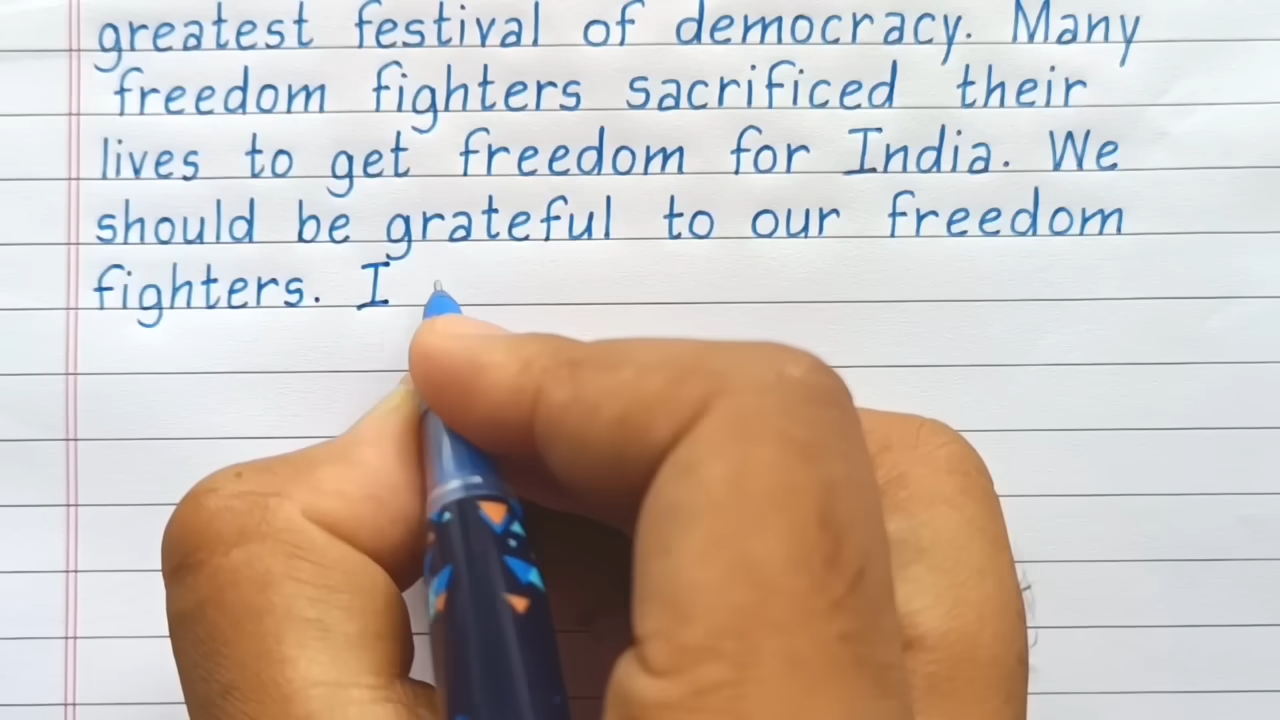 greatest festival of democracy. Many
freedom fighters sacrificed their
lives to get freedom for India. We
should be grateful to our freedom
fighters. I